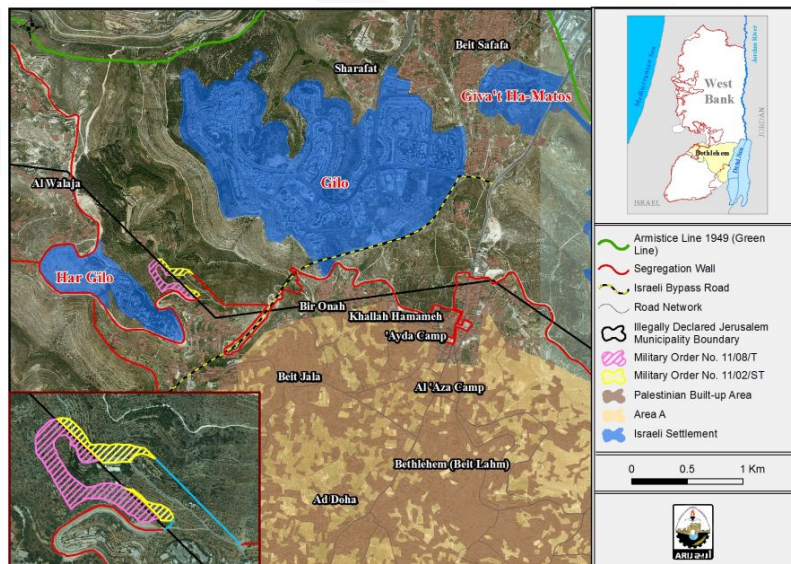 Beit Safafa
Sharafat
Giva't Ha-Matos
Gilo
Al Walaja
Har Gilo
Bir Onah
Khallah Hamameh
'Ayda Camp
Beit Jala
Al 'Aza Camp
Bethlehem (Beit Lahm)
Ad Doha
Mediterranean Sea
Jordan River
West
Bank
Bethlehem
Dead Sea
JORDAN
ISRAEL
Armistice Line 1949 (Green
Line)
Segregation Wall
Israeli Bypass Road
Road Network
Illegally Declared Jerusalem
Municipality Boundary
Military Order No. 11/08/T
Military Order No. 11/02/ST
Palestinian Built-up Area
Area A
Israeli Settlement
0 0.5 1 Km
ARIJ أريج